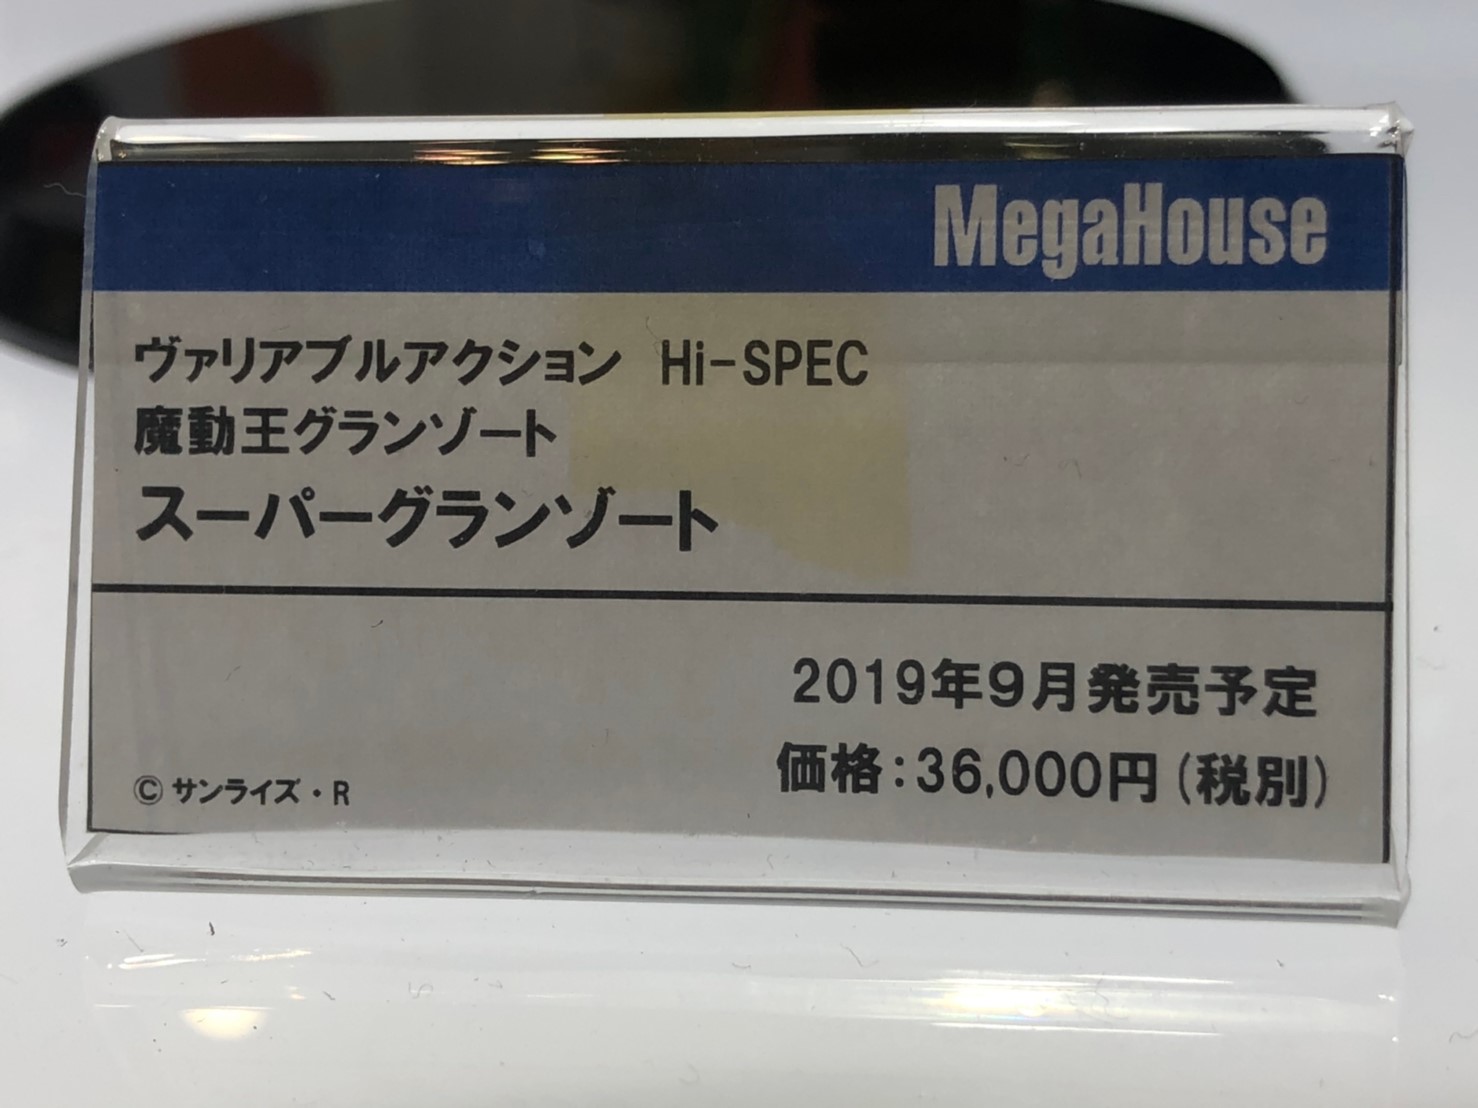 MegaHouse
ヴァリアブルアクション Hi-SPEC
魔動王グランゾート
スーパーグランゾート
2019年9月発売予定
価格:36,000円(税別)
© サンライズ・R